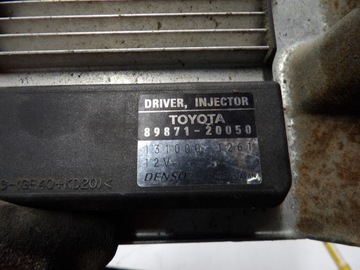 DRIVER, INJECTOR
TOYOTA
89871-20050
131000-1261
12V
DENSO